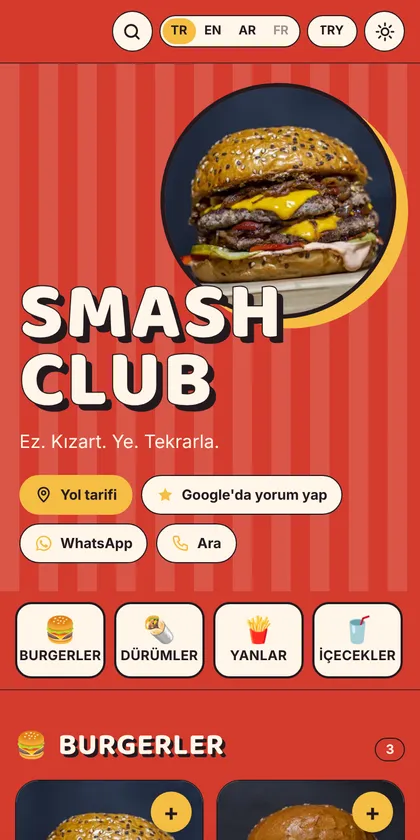 TR EN AR FR TRY
SMASH
CLUB
Ez. Kızart. Ye. Tekrarla.
Yol tarifi Google'da yorum yap
WhatsApp Ara
BURGERLER DÜRÜMLER YANLAR İÇECEKLER
BURGERLER 3
+ +